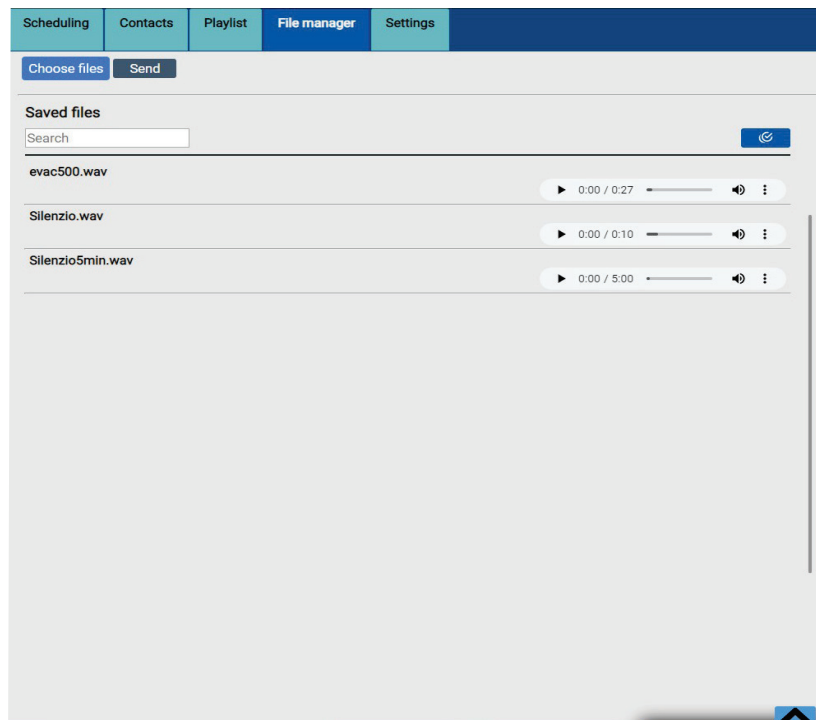 Scheduling Contacts Playlist File manager Settings
Choose files Send
Saved files
Search
evac500.wav
0:00 / 0:27
Silenzio.wav
0:00 / 0:10
Silenzio5min.wav
0:00 / 5:00